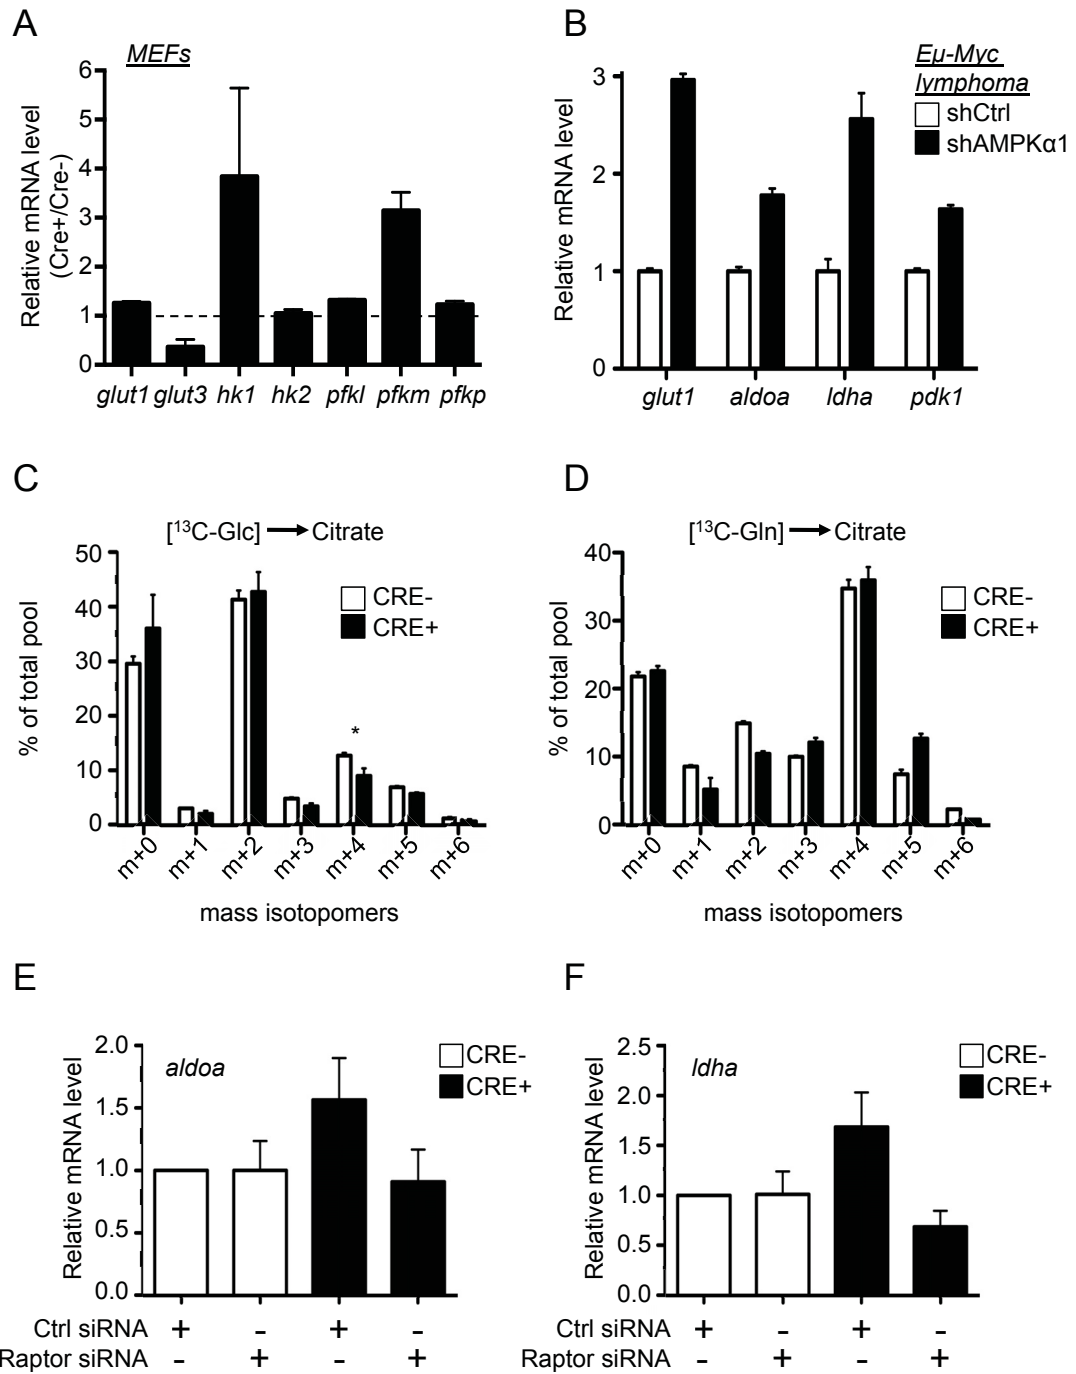 A
MEFs
Relative mRNA level
(Cre+/Cre-)
6
5
4
3
2
1
0
glut1 glut3 hk1 hk2 pfkl pfkm pfkp
B
Eµ-Myc
lymphoma
shCtrl
shAMPKα1
Relative mRNA level
3
2
1
0
glut1 aldoa ldha pdk1
C
[¹³C-Glc] → Citrate
CRE-
CRE+
% of total pool
50
40
30
20
10
0
*
m+0 m+1 m+2 m+3 m+4 m+5 m+6
mass isotopomers
D
[¹³C-Gln] → Citrate
CRE-
CRE+
% of total pool
40
30
20
10
0
m+0 m+1 m+2 m+3 m+4 m+5 m+6
mass isotopomers
E
aldoa
CRE-
CRE+
Relative mRNA level
2.0
1.5
1.0
0.5
0.0
Ctrl siRNA + - + -
Raptor siRNA - + - +
F
ldha
CRE-
CRE+
Relative mRNA level
2.5
2.0
1.5
1.0
0.5
0.0
Ctrl siRNA + - + -
Raptor siRNA - + - +